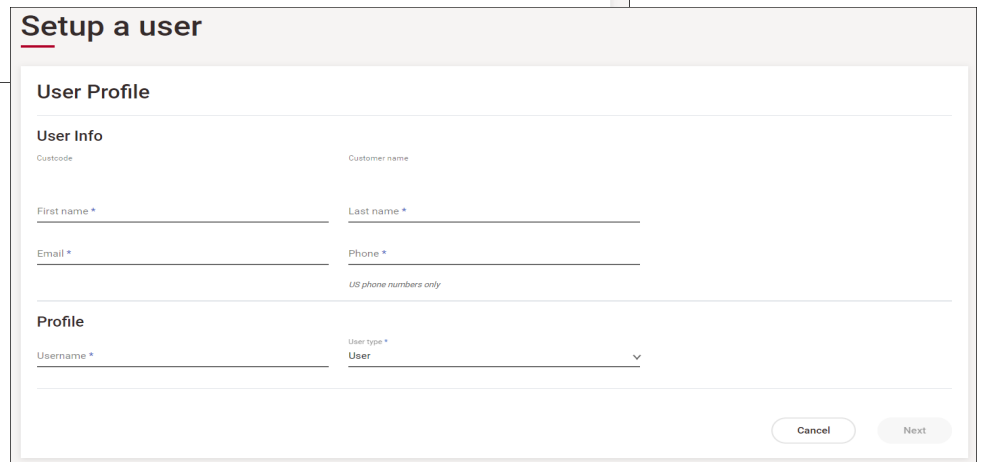 Setup a user
User Profile
User Info
Custcode Customer name
First name * Last name *
Email * Phone *
US phone numbers only
Profile
User type *
Username * User
Cancel Next